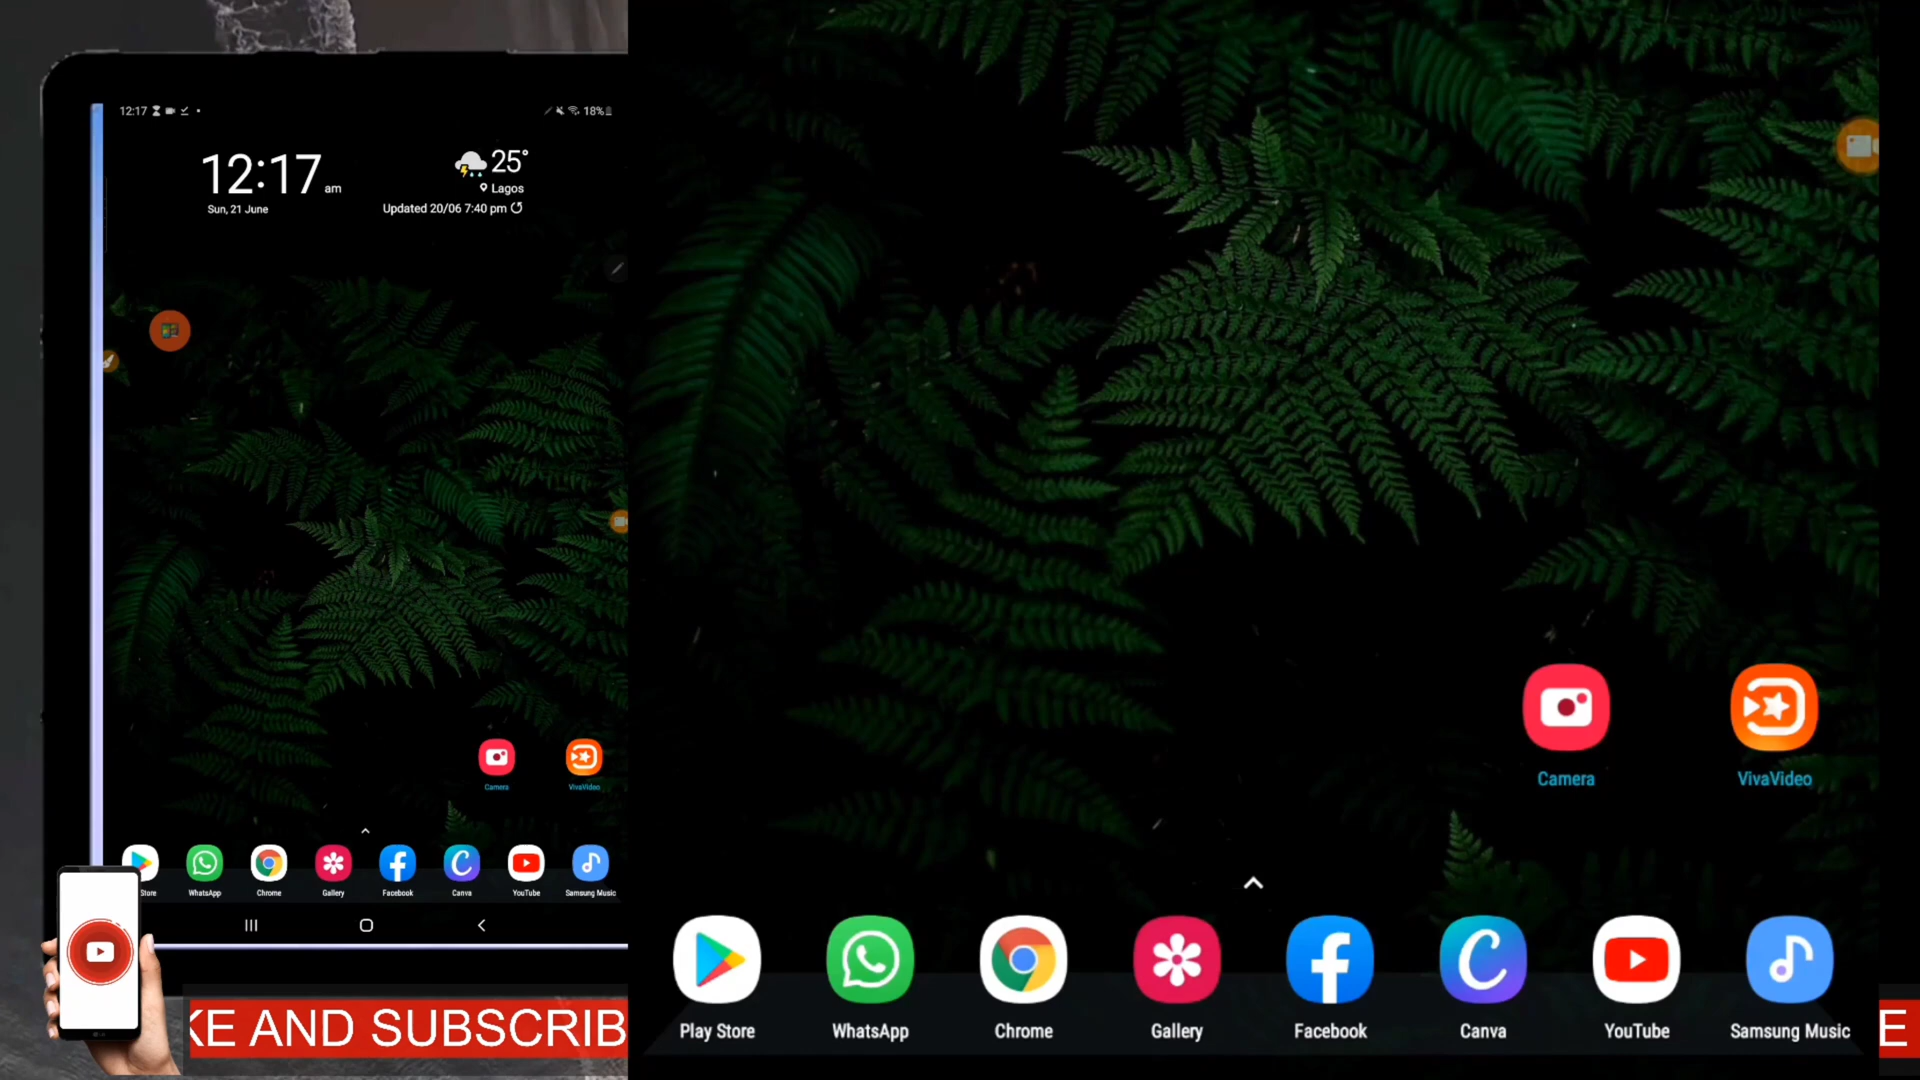 12:17
18%
12:17 am
25°
Lagos
Sun, 21 June
Updated 20/06 7:40 pm
Camera
VivaVideo
Store
WhatsApp
Chrome
Gallery
Facebook
Canva
YouTube
Samsung Music
KE AND SUBSCRIB
Camera
VivaVideo
Play Store
WhatsApp
Chrome
Gallery
Facebook
Canva
YouTube
Samsung Music
E